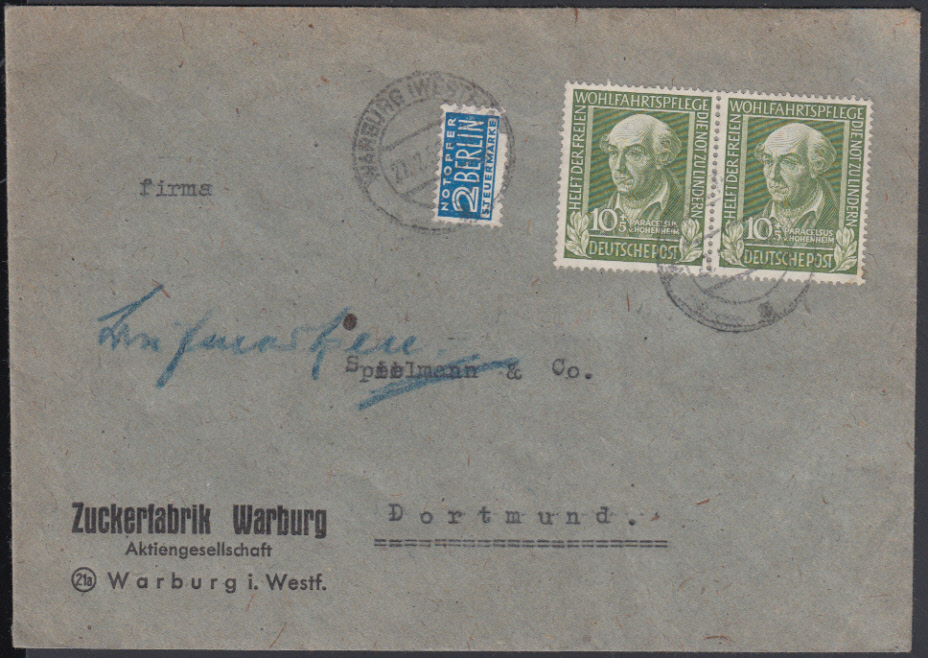 WARBURG (WESTF
NOTOPFER
2 BERLIN
STEUERMARKE
HELFT DER FREIEN
WOHLFAHRTSPFLEGE
DIE NOT ZU LINDERN
10+5
PARACELSUS
V. HOHENHEIM
DEUTSCHE POST
HELFT DER FREIEN
WOHLFAHRTSPFLEGE
DIE NOT ZU LINDERN
10+5
PARACELSUS
V. HOHENHEIM
DEUTSCHE POST
Firma
Briefmarken
& Co.
Dortmund.
Zuckerfabrik Warburg
Aktiengesellschaft
21a Warburg i. Westf.